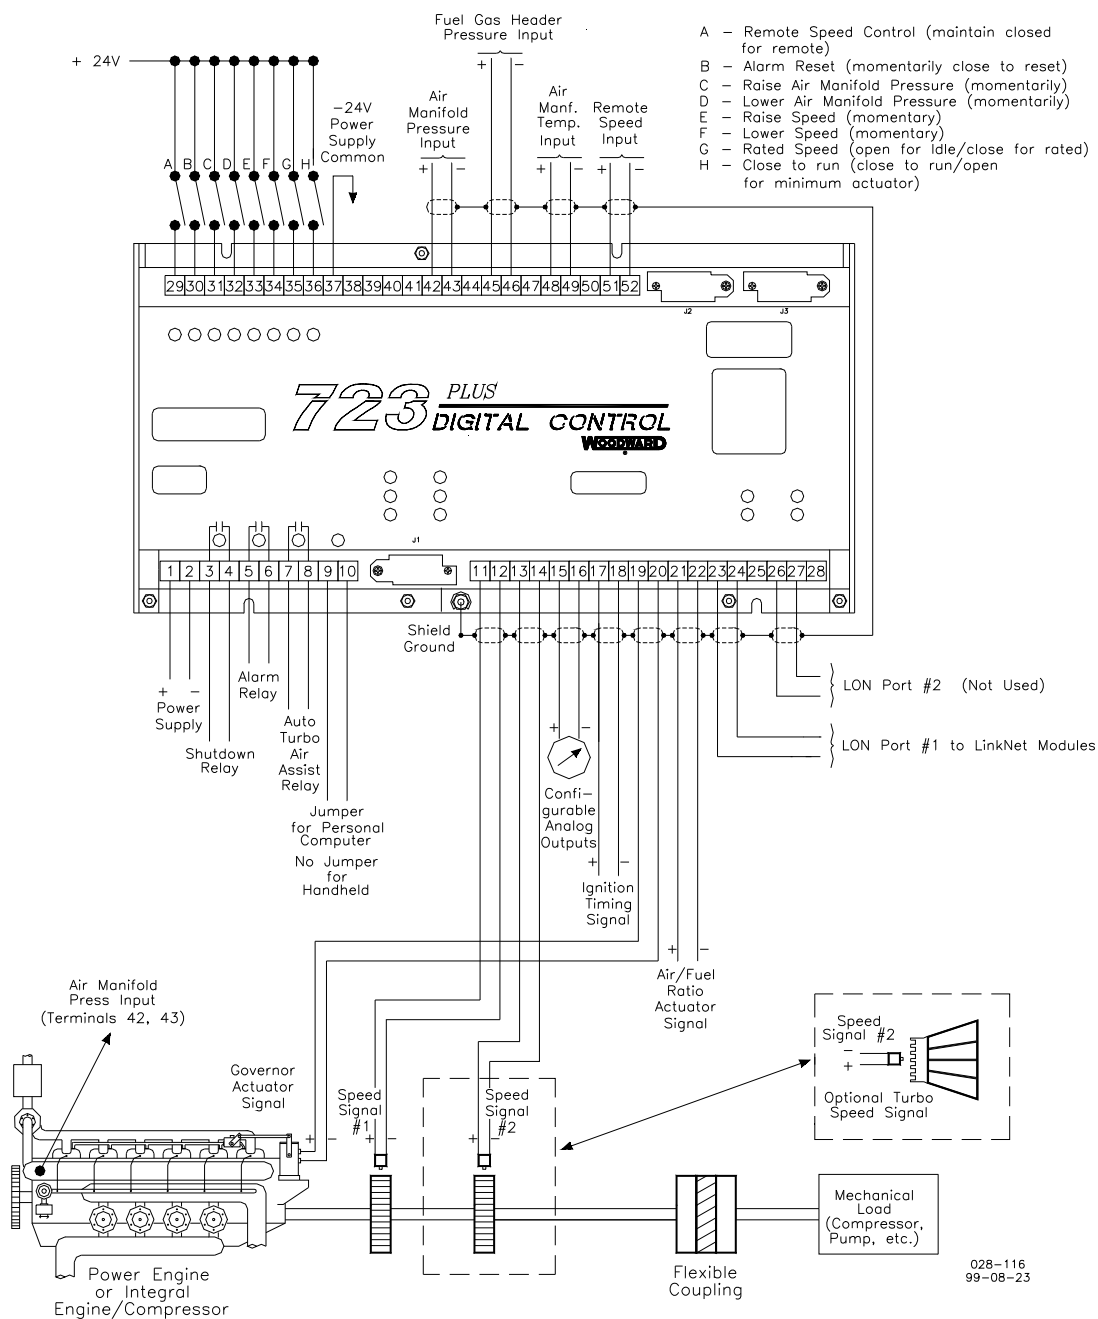 Fuel Gas Header
Pressure Input
+ -
A - Remote Speed Control (maintain closed
for remote)
B - Alarm Reset (momentarily close to reset)
C - Raise Air Manifold Pressure (momentarily)
D - Lower Air Manifold Pressure (momentarily)
E - Raise Speed (momentary)
F - Lower Speed (momentary)
G - Rated Speed (open for Idle/close for rated)
H - Close to run (close to run/open
for minimum actuator)
+ 24V
-24V
Power
Supply
Common
Air
Manifold
Pressure
Input
+ -
Air
Manf.
Temp.
Input
+ -
Remote
Speed
Input
+ -
A B C D E F G H
29 30 31 32 33 34 35 36 37 38 39 40 41 42 43 44 45 46 47 48 49 50 51 52
J2
J3
723 PLUS
DIGITAL CONTROL
WOODWARD
J1
1 2 3 4 5 6 7 8 9 10
11 12 13 14 15 16 17 18 19 20 21 22 23 24 25 26 27 28
Shield
Ground
+ -
Power
Supply
Shutdown
Relay
Alarm
Relay
Auto
Turbo
Air
Assist
Relay
Jumper
for Personal
Computer
No Jumper
for
Handheld
LON Port #2 (Not Used)
LON Port #1 to LinkNet Modules
+ -
Confi-
gurable
Analog
Outputs
+ -
Ignition
Timing
Signal
+ -
Air/Fuel
Ratio
Actuator
Signal
Air Manifold
Press Input
(Terminals 42, 43)
Governor
Actuator
Signal
+ -
Speed
Signal
#1
+ -
Speed
Signal
#2
+ -
Speed
Signal #2
-
+
Optional Turbo
Speed Signal
Mechanical
Load
(Compressor,
Pump, etc.)
Flexible
Coupling
Power Engine
or Integral
Engine/Compressor
028-116
99-08-23